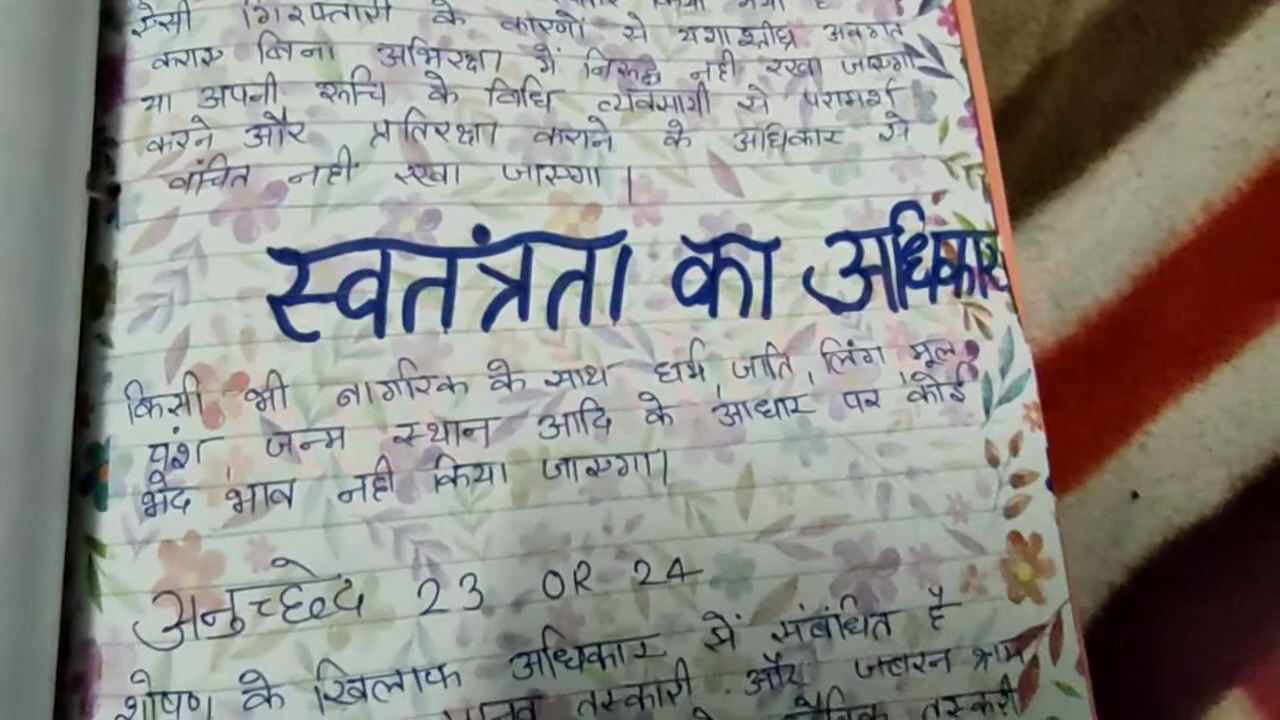 ऐसी गिरफ्तारी के कारणों से यथाशीघ्र अवगत
कराए बिना अभिरक्षा में निरूद्ध नही रखा जाएगा
या अपनी रूचि के विधि व्यवसायी से परामर्श
करने और प्रतिरक्षा कराने के अधिकार से
वंचित नही रखा जाएगा।
स्वतंत्रता का अधिकार
किसी भी नागरिक के साथ धर्म, जाति, लिंग, मूल,
वंश, जन्म स्थान आदि के आधार पर कोई
भेद भाव नही किया जाएगा।
अनुच्छेद 23 OR 24
शोषण के खिलाफ अधिकार से संबंधित है
मानव तस्करी और जबरन श्रम
तस्करी